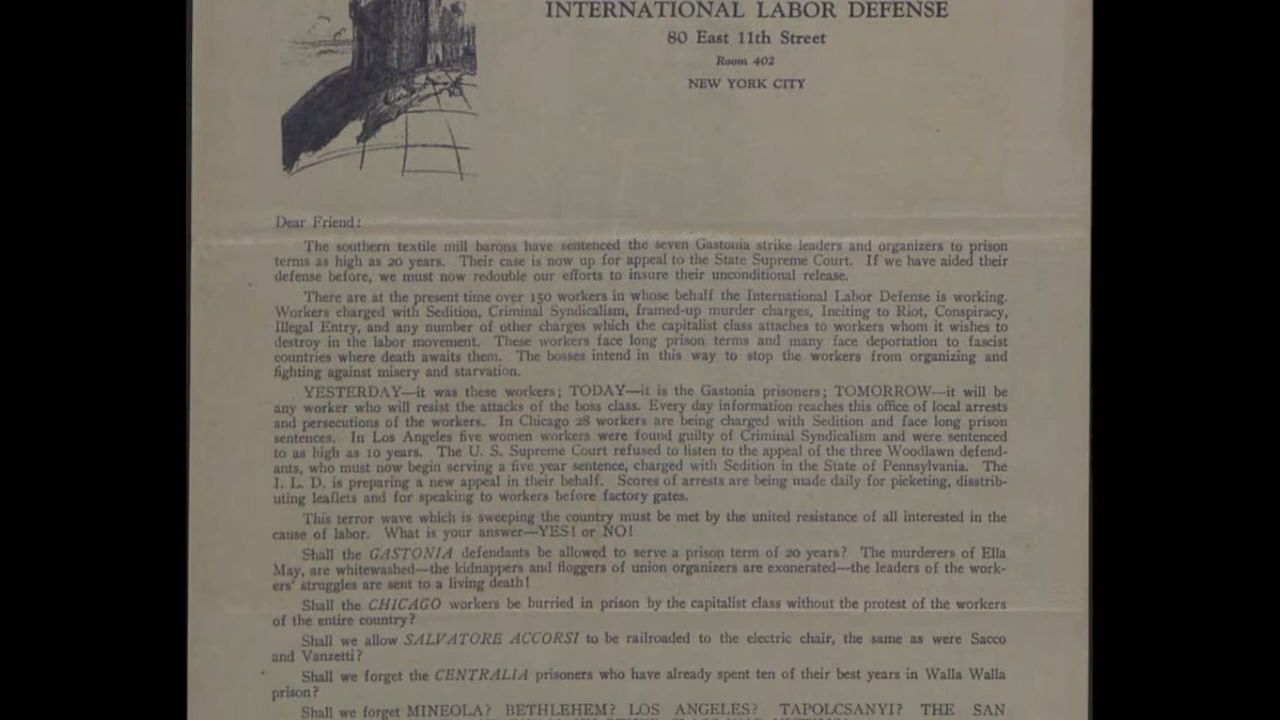 INTERNATIONAL LABOR DEFENSE
80 East 11th Street
Room 402
NEW YORK CITY
Dear Friend:
The southern textile mill barons have sentenced the seven Gastonia strike leaders and organizers to prison
terms as high as 20 years. Their case is now up for appeal to the State Supreme Court. If we have aided their
defense before, we must now redouble our efforts to insure their unconditional release.
There are at the present time over 150 workers in whose behalf the International Labor Defense is working.
Workers charged with Sedition, Criminal Syndicalism, framed-up murder charges, Inciting to Riot, Conspiracy,
Illegal Entry, and any number of other charges which the capitalist class attaches to workers whom it wishes to
destroy in the labor movement. These workers face long prison terms and many face deportation to fascist
countries where death awaits them. The bosses intend in this way to stop the workers from organizing and
fighting against misery and starvation.
YESTERDAY—it was these workers; TODAY—it is the Gastonia prisoners; TOMORROW—it will be
any worker who will resist the attacks of the boss class. Every day information reaches this office of local arrests
and persecutions of the workers. In Chicago 28 workers are being charged with Sedition and face long prison
sentences. In Los Angeles five women workers were found guilty of Criminal Syndicalism and were sentenced
to as high as 10 years. The U. S. Supreme Court refused to listen to the appeal of the three Woodlawn defend-
ants, who must now begin serving a five year sentence, charged with Sedition in the State of Pennsylvania. The
I. L. D. is preparing a new appeal in their behalf. Scores of arrests are being made daily for picketing, disstrib-
uting leaflets and for speaking to workers before factory gates.
This terror wave which is sweeping the country must be met by the united resistance of all interested in the
cause of labor. What is your answer—YES! or NO!
Shall the GASTONIA defendants be allowed to serve a prison term of 20 years? The murderers of Ella
May, are whitewashed—the kidnappers and floggers of union organizers are exonerated—the leaders of the work-
ers' struggles are sent to a living death!
Shall the CHICAGO workers be burried in prison by the capitalist class without the protest of the workers
of the entire country?
Shall we allow SALVATORE ACCORSI to be railroaded to the electric chair, the same as were Sacco
and Vanzetti?
Shall we forget the CENTRALIA prisoners who have already spent ten of their best years in Walla Walla
prison?
Shall we forget MINEOLA? BETHLEHEM? LOS ANGELES? TAPOLCSANYI? THE SAN